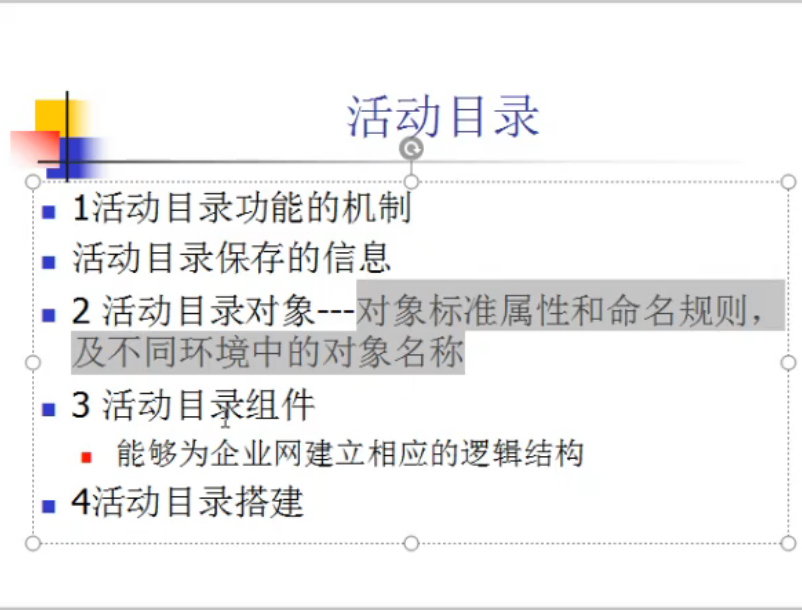 活动目录
1活动目录功能的机制
活动目录保存的信息
2 活动目录对象---对象标准属性和命名规则，
及不同环境中的对象名称
3 活动目录组件
能够为企业网建立相应的逻辑结构
4活动目录搭建